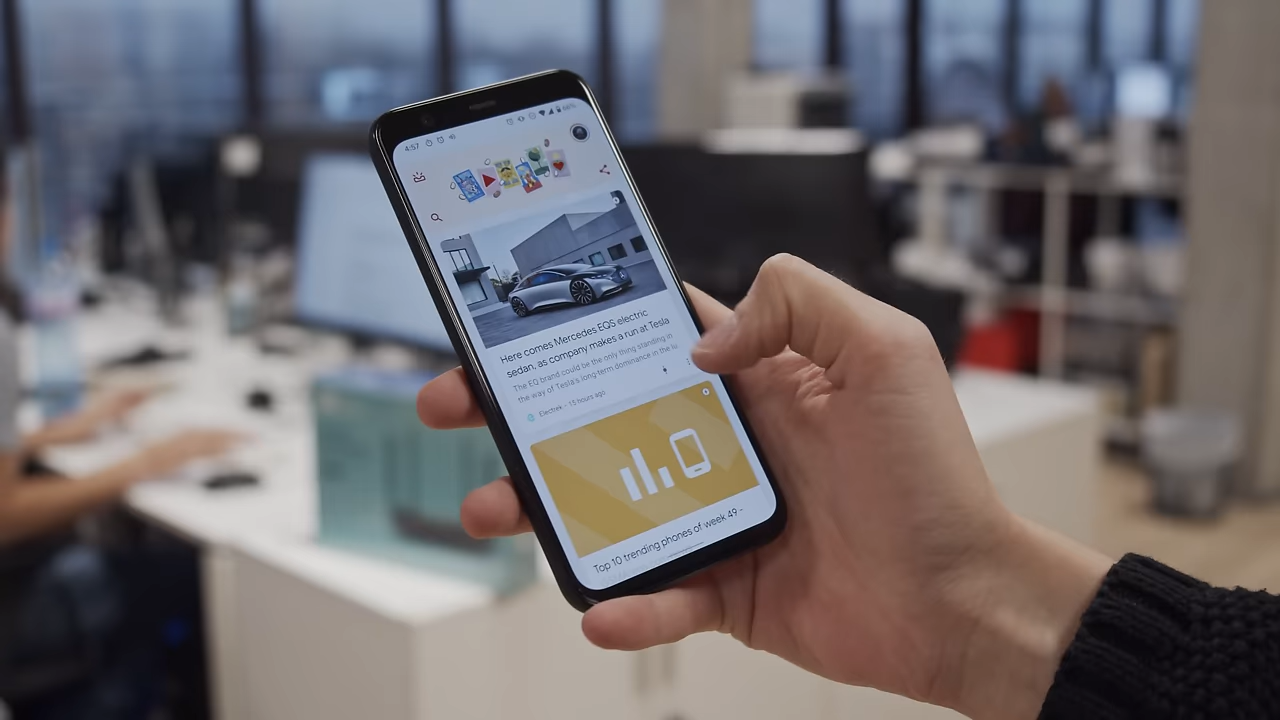 4:57
66%
Here comes Mercedes EQS electric
sedan, as company makes a run at Tesla
The EQ brand could be the only thing standing in
the way of Tesla's long-term dominance in the lu
Electrek – 15 hours ago
Top 10 trending phones of week 49 -